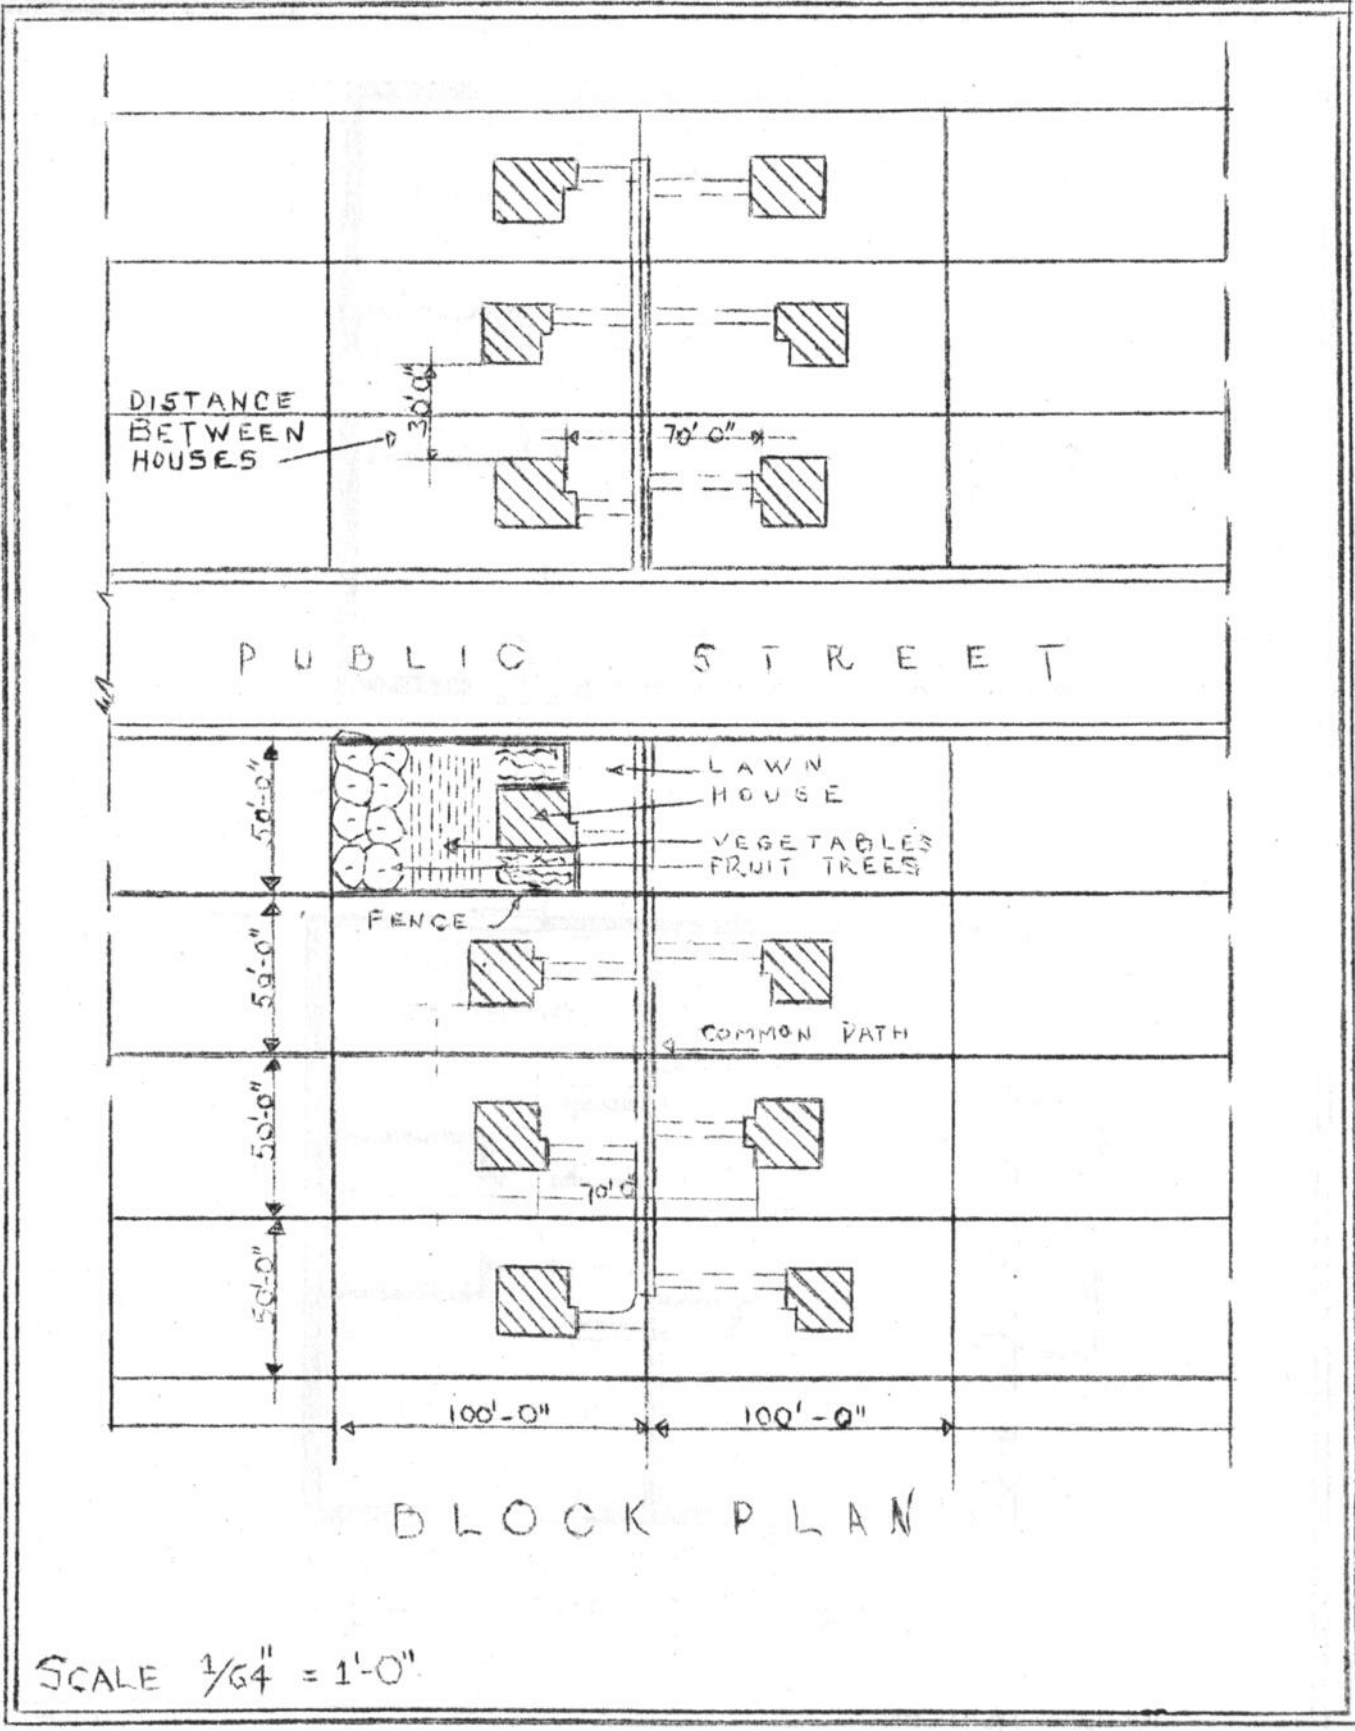 DISTANCE
BETWEEN
HOUSES
30'0"
70'0"
PUBLIC STREET
50'-0"
LAWN
HOUSE
VEGETABLES
FRUIT TREES
FENCE
50'-0"
COMMON PATH
50'-0"
70'0"
50'-0"
100'-0"
100'-0"
BLOCK PLAN
SCALE 1/64" = 1'-0"